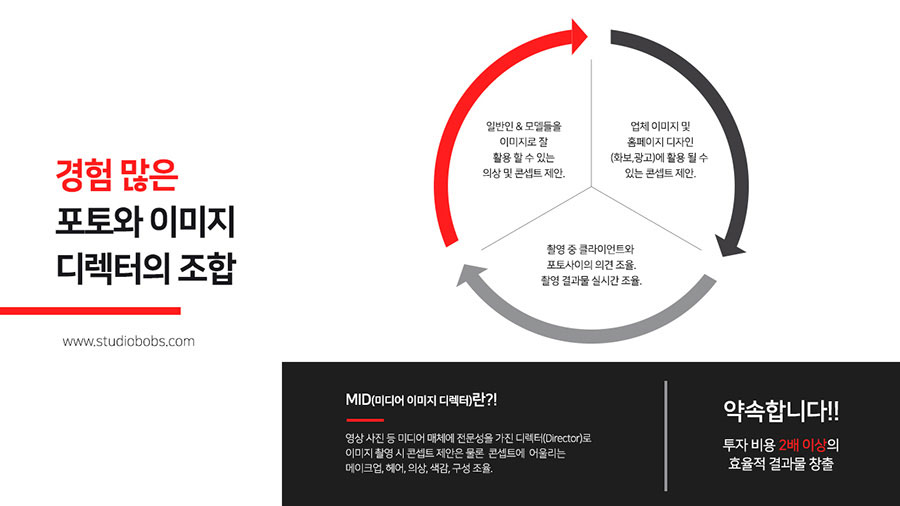 경험 많은
포토와 이미지
디렉터의 조합
www.studiobobs.com
일반인 & 모델들을
이미지로 잘
활용 할 수 있는
의상 및 콘셉트 제안.
업체 이미지 및
홈페이지 디자인
(화보,광고)에 활용 될 수
있는 콘셉트 제안.
촬영 중 클라이언트와
포토사이의 의견 조율.
촬영 결과물 실시간 조율.
MID(미디어 이미지 디렉터)란?!
영상 사진 등 미디어 매체에 전문성을 가진 디렉터(Director)로
이미지 촬영 시 콘셉트 제안은 물론 콘셉트에 어울리는
메이크업, 헤어, 의상, 색감, 구성 조율.
약속합니다!!
투자 비용 2배 이상의
효율적 결과물 창출